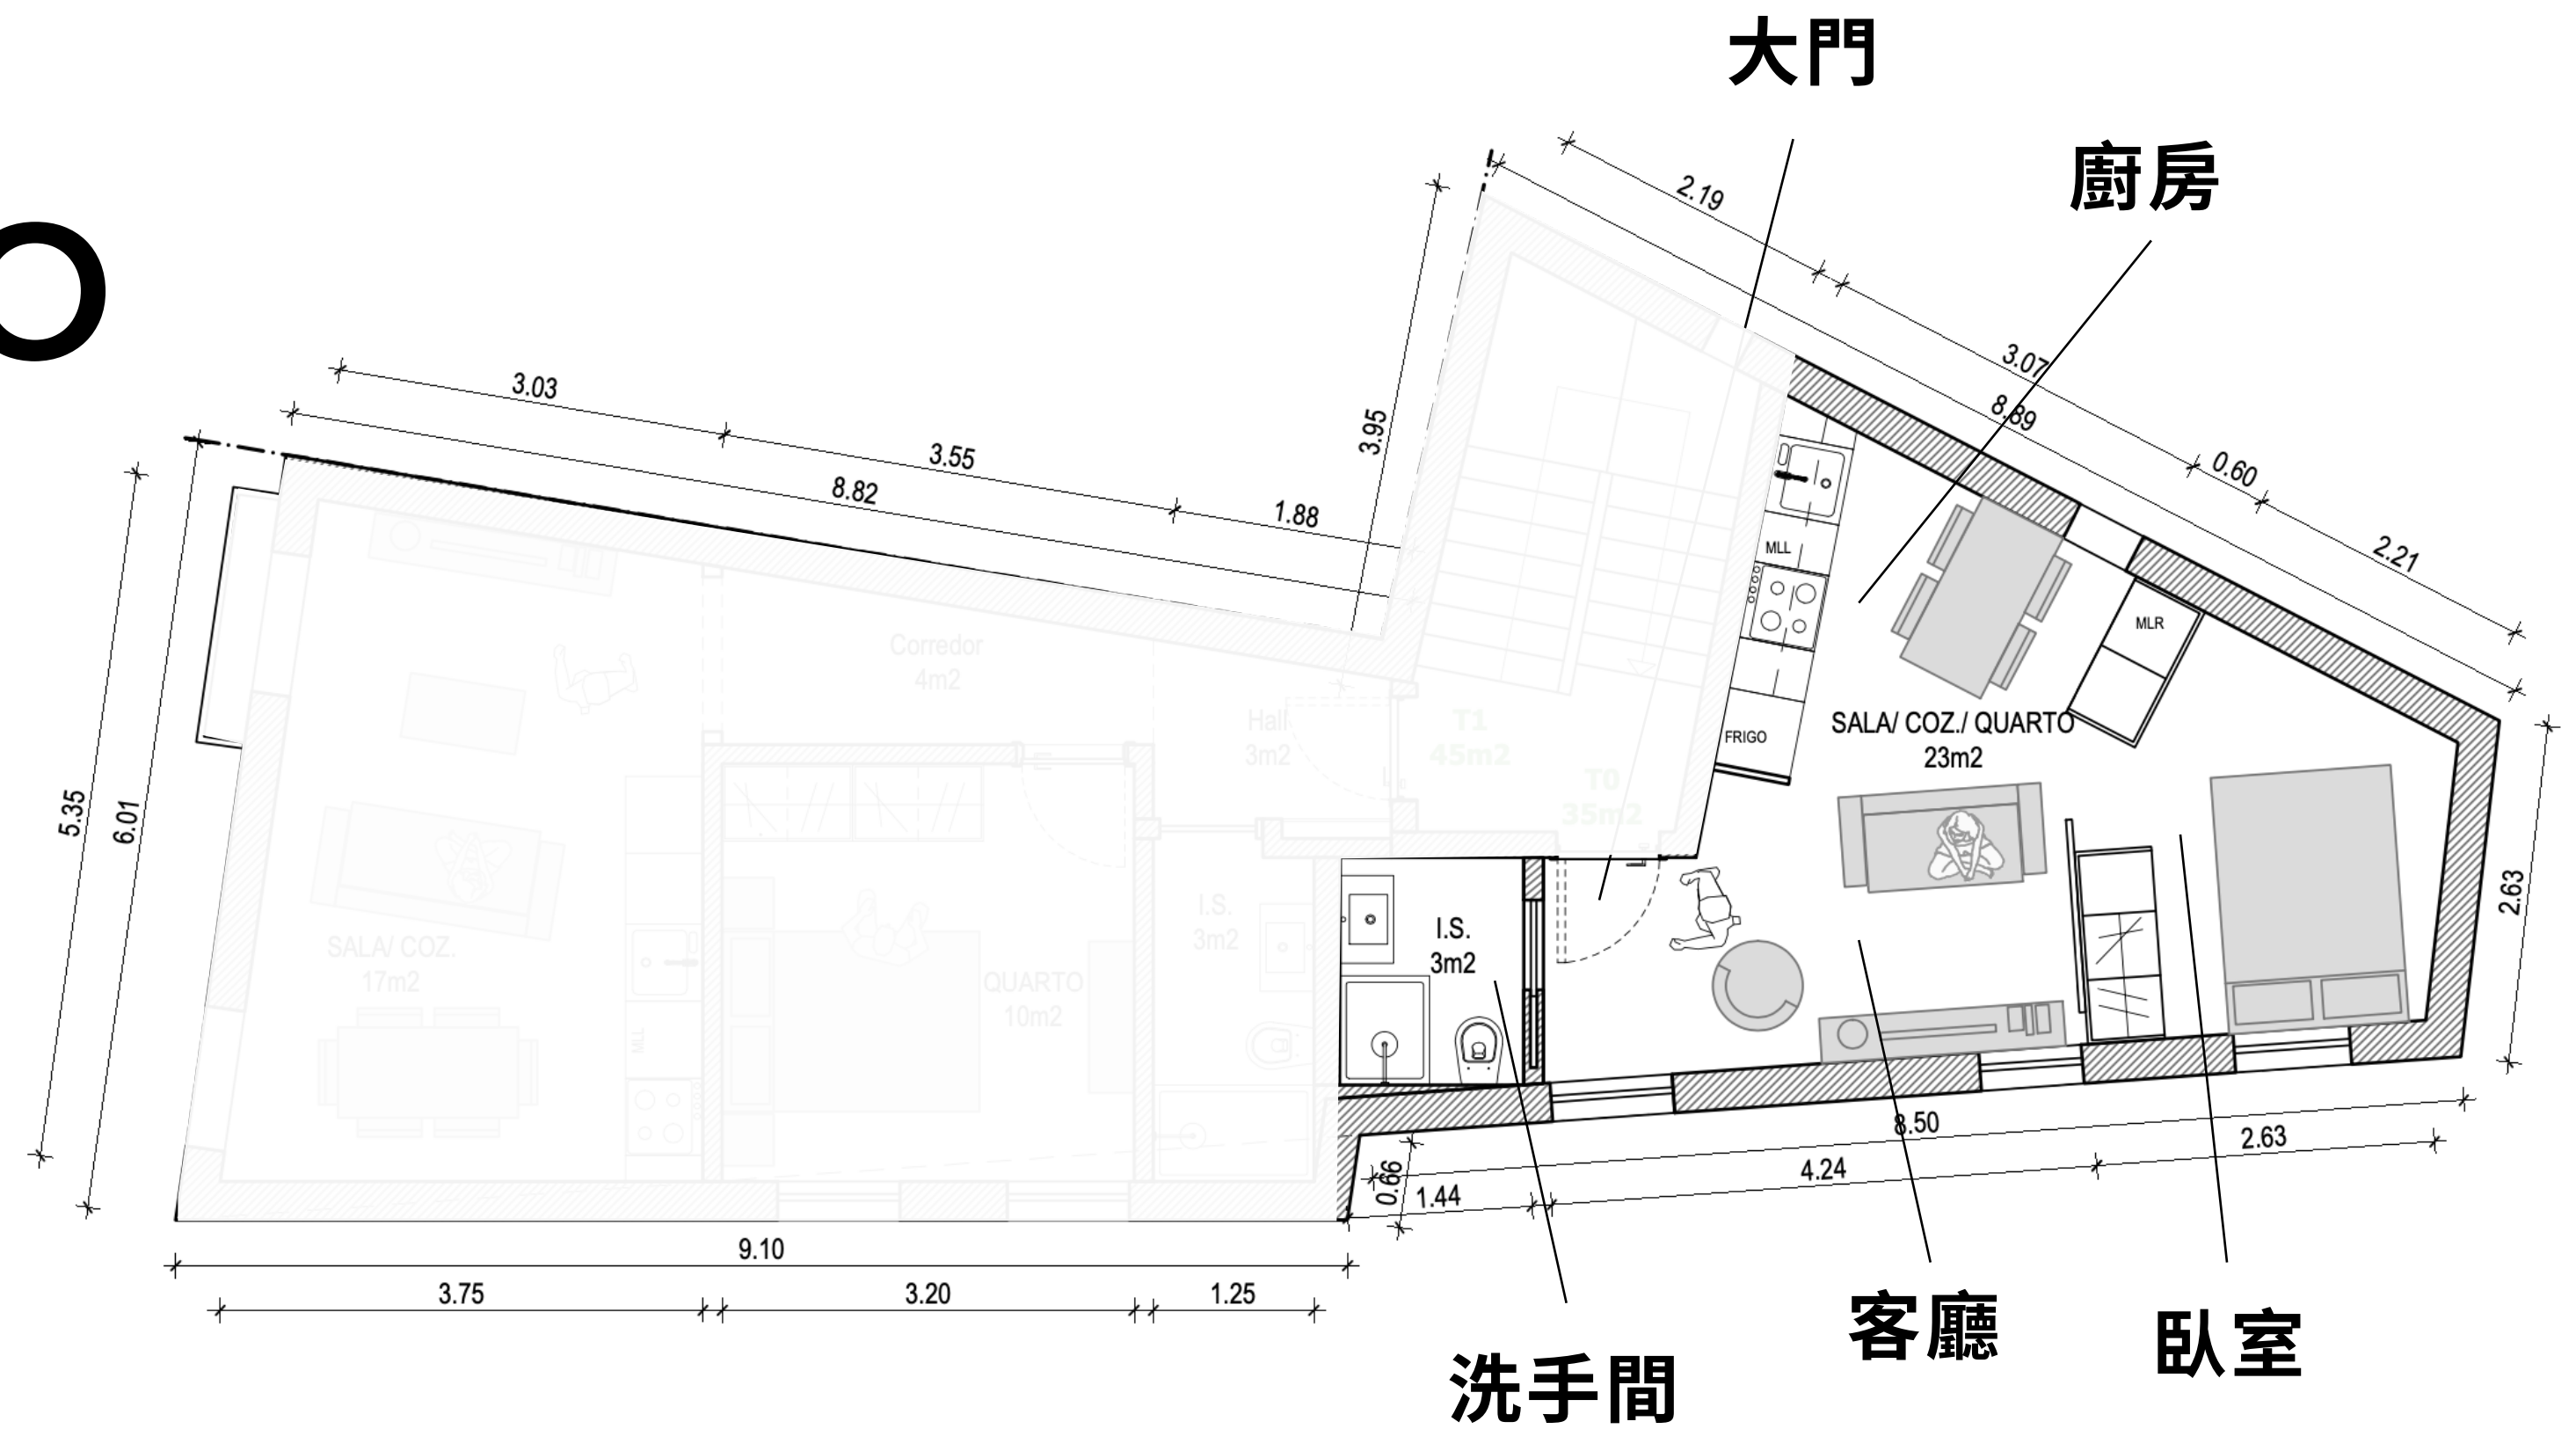 大門
廚房
2.19
3.07
8.89
0.60
2.21
3.95
3.03
3.55
8.82
1.88
5.35
6.01
MLL
MLR
FRIGO
SALA/ COZ./ QUARTO
23m2
Corredor
4m2
Hall
3m2
T1
45m2
T0
35m2
I.S.
3m2
I.S.
3m2
SALA/ COZ.
17m2
QUARTO
10m2
MLL
2.63
8.50
2.63
4.24
1.44
0.66
9.10
3.75
3.20
1.25
洗手間
客廳
臥室